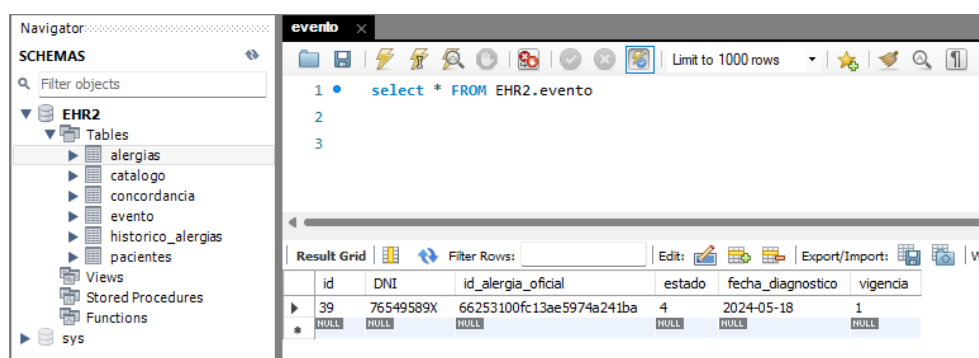 Navigator
SCHEMAS
Filter objects
EHR2
Tables
alergias
catalogo
concordancia
evento
historico_alergias
pacientes
Views
Stored Procedures
Functions
sys
evento
Limit to 1000 rows
1 select * FROM EHR2.evento
2
3
Result Grid Filter Rows: Edit: Export/Import: W
id DNI id_alergia_oficial estado fecha_diagnostico vigencia
39 76549589X 66253100fc13ae5974a241ba 4 2024-05-18 1
NULL NULL NULL NULL NULL NULL